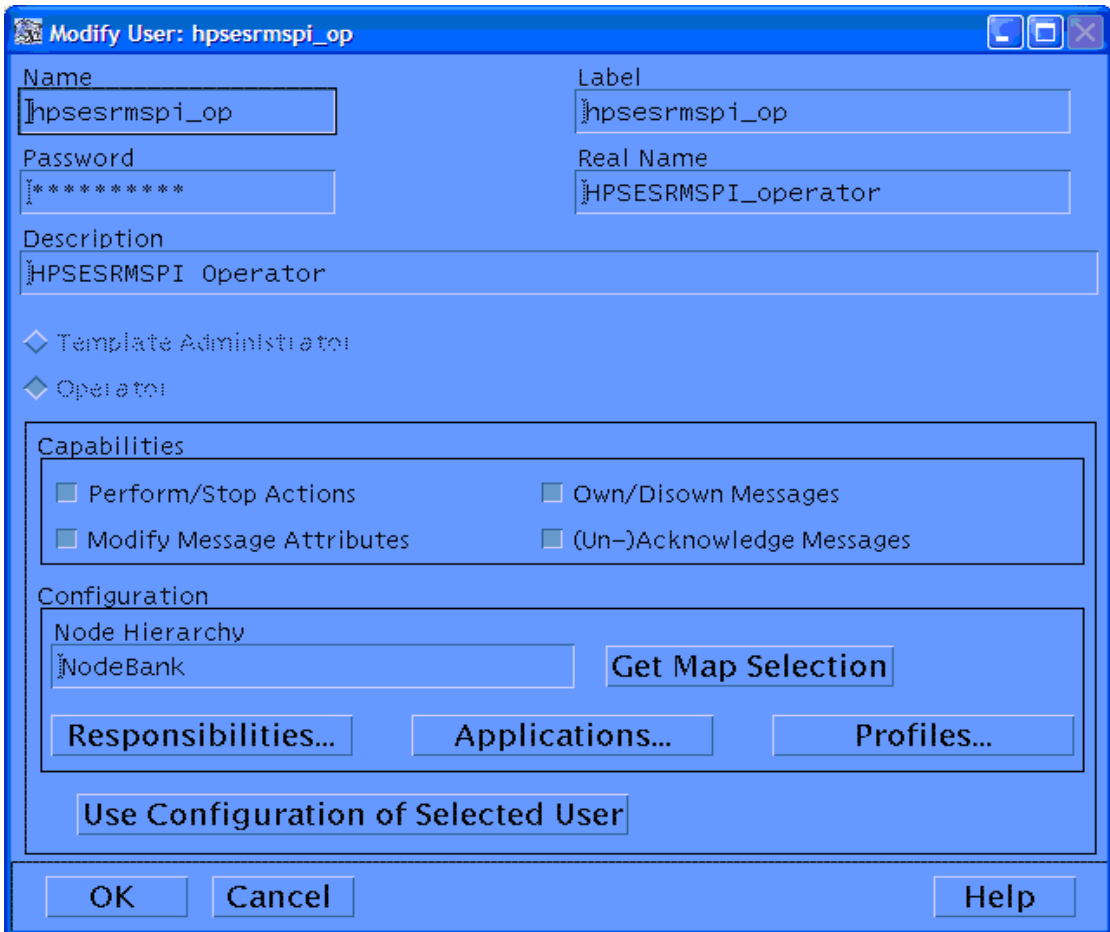 Modify User: hpsesrmspi_op
Name Label
hpsesrmspi_op hpsesrmspi_op
Password Real Name
********** HPSESRMSPI_operator
Description
HPSESRMSPI Operator
Template Administrator
Operator
Capabilities
Perform/Stop Actions Own/Disown Messages
Modify Message Attributes (Un-)Acknowledge Messages
Configuration
Node Hierarchy
NodeBank Get Map Selection
Responsibilities... Applications... Profiles...
Use Configuration of Selected User
OK Cancel Help